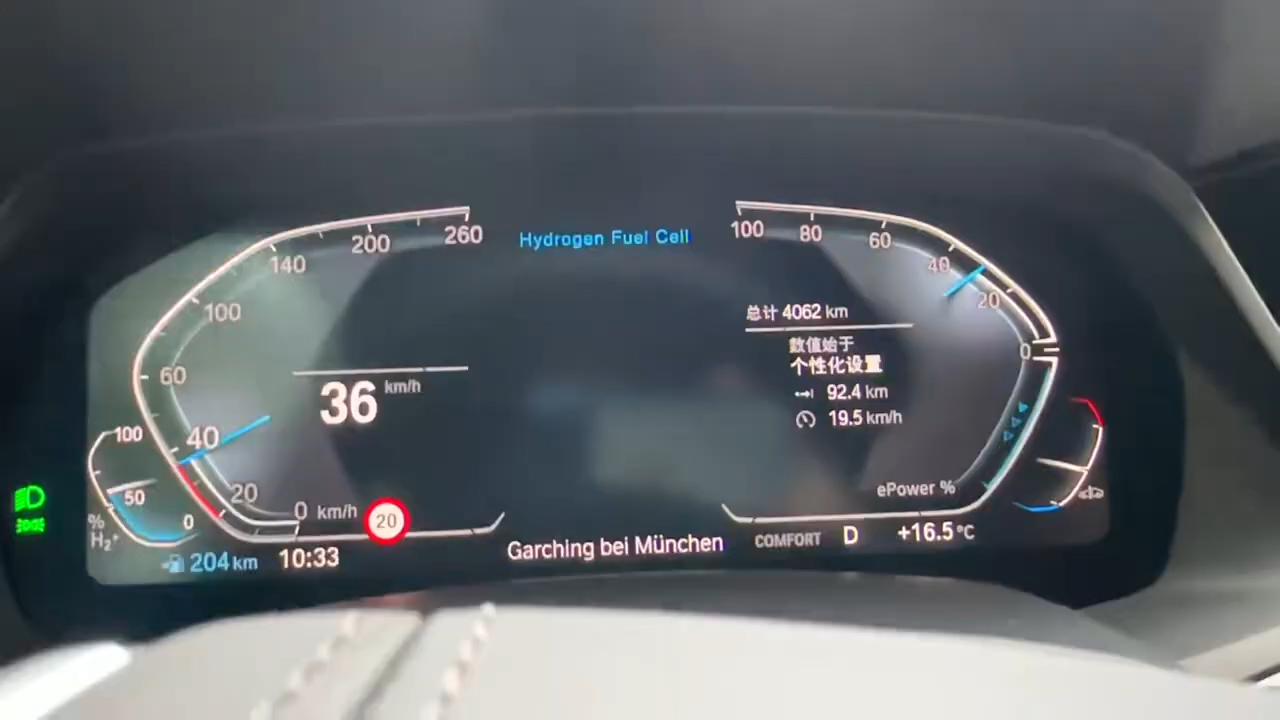 Hydrogen Fuel Cell
260
200
140
100
60
40
20
0 km/h
36 km/h
20
100
50
0
% H₂
204 km
10:33
Garching bei München
100
80
60
40
20
0
总计 4062 km
数值始于
个性化设置
92.4 km
19.5 km/h
ePower %
COMFORT D +16.5°C